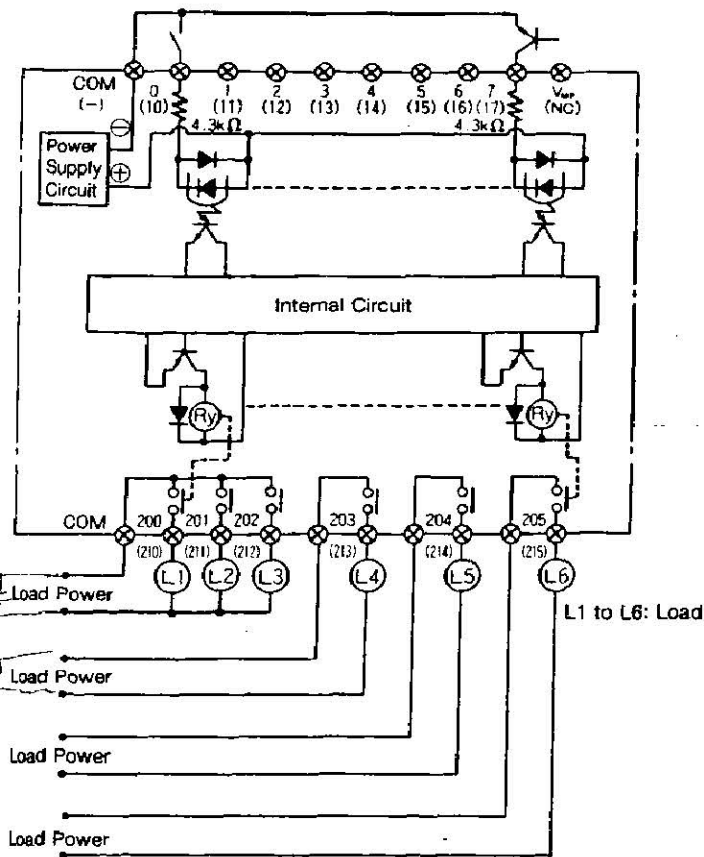 COM 0 1 2 3 4 5 6 7 VMP
(-) (10) (11) (12) (13) (14) (15) (16) (17) (NC)
4.3kΩ 4.3kΩ
⊖
Power
Supply
Circuit
⊕
Internal Circuit
Ry Ry
COM 200 201 202 203 204 205
(210) (211) (212) (213) (214) (215)
L1 L2 L3 L4 L5 L6
Load Power
L1 to L6: Load
Load Power
Load Power
Load Power